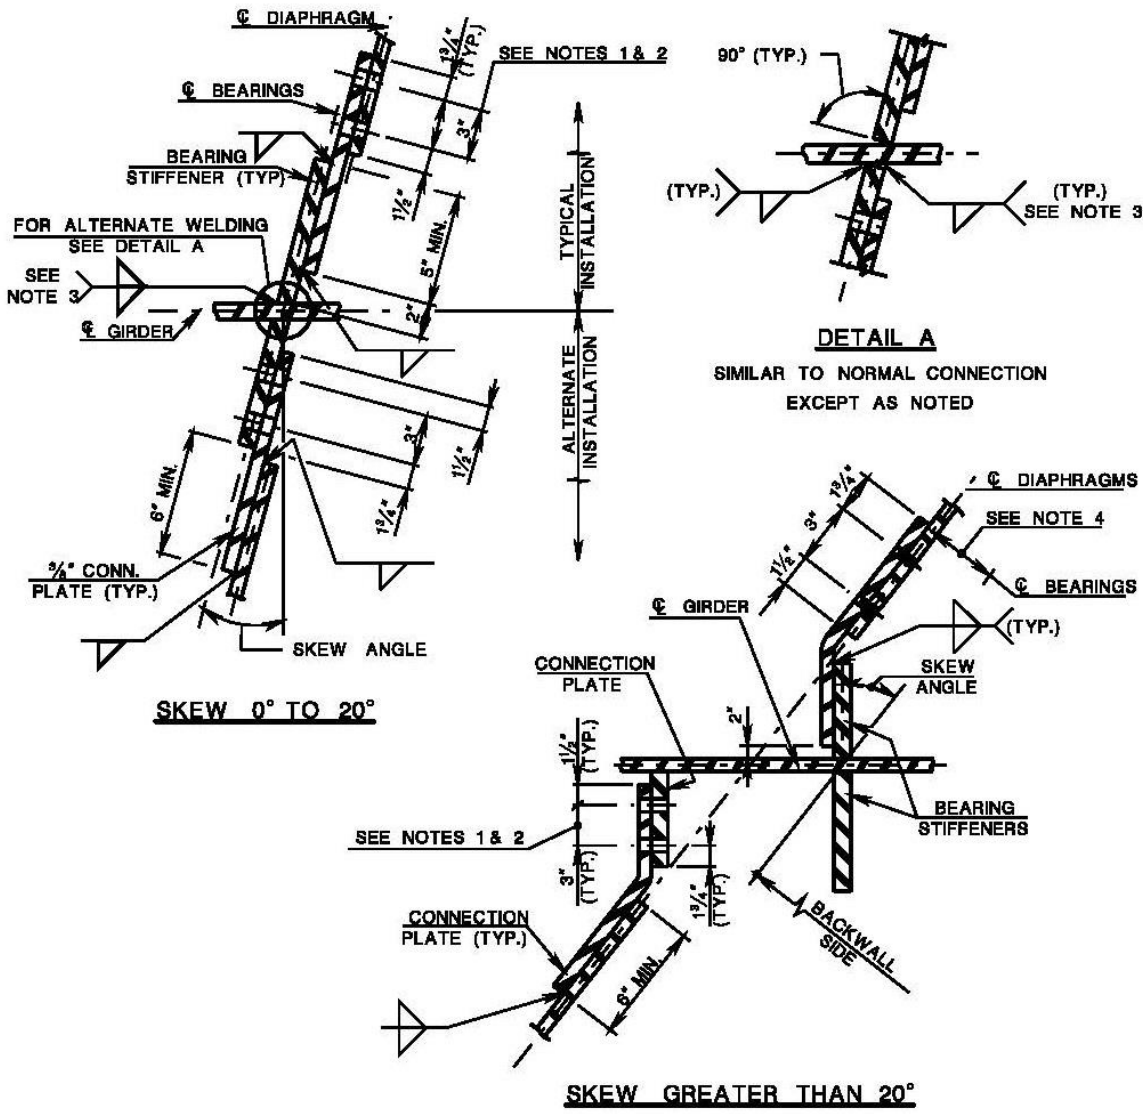 ℄ DIAPHRAGM
1¾"
(TYP.)
SEE NOTES 1 & 2
℄ BEARINGS
3"
BEARING
STIFFENER (TYP)
1½"
FOR ALTERNATE WELDING
SEE DETAIL A
5" MIN.
TYPICAL
INSTALLATION
SEE
NOTE 3
2"
℄ GIRDER
ALTERNATE
INSTALLATION
6" MIN.
3"
1½"
1¾"
⅜" CONN.
PLATE (TYP.)
SKEW ANGLE
SKEW 0° TO 20°
90° (TYP.)
(TYP.)
(TYP.)
SEE NOTE 3
DETAIL A
SIMILAR TO NORMAL CONNECTION
EXCEPT AS NOTED
1¾"
3"
1½"
℄ DIAPHRAGMS
SEE NOTE 4
℄ BEARINGS
℄ GIRDER
(TYP.)
CONNECTION
PLATE
SKEW
ANGLE
2"
1½"
(TYP.)
SEE NOTES 1 & 2
3"
(TYP.)
1¾"
(TYP.)
BEARING
STIFFENERS
BACKWALL
SIDE
CONNECTION
PLATE (TYP.)
6" MIN.
SKEW GREATER THAN 20°